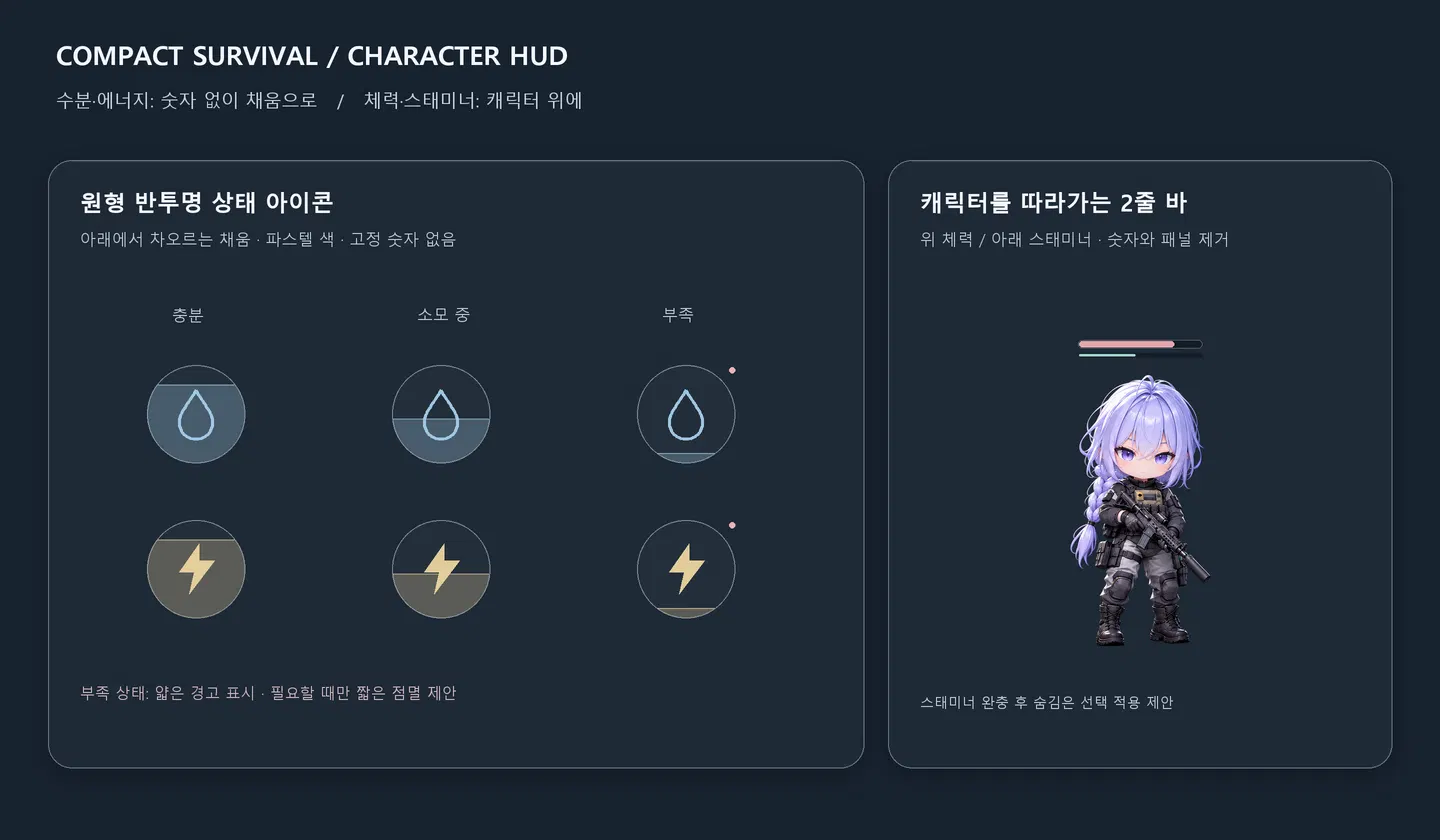 COMPACT SURVIVAL / CHARACTER HUD
수분·에너지: 숫자 없이 채움으로 / 체력·스태미너: 캐릭터 위에
원형 반투명 상태 아이콘
아래에서 차오르는 채움 · 파스텔 색 · 고정 숫자 없음
충분
소모 중
부족
부족 상태: 얇은 경고 표시 · 필요할 때만 짧은 점멸 제안
캐릭터를 따라가는 2줄 바
위 체력 / 아래 스태미너 · 숫자와 패널 제거
스태미너 완충 후 숨김은 선택 적용 제안